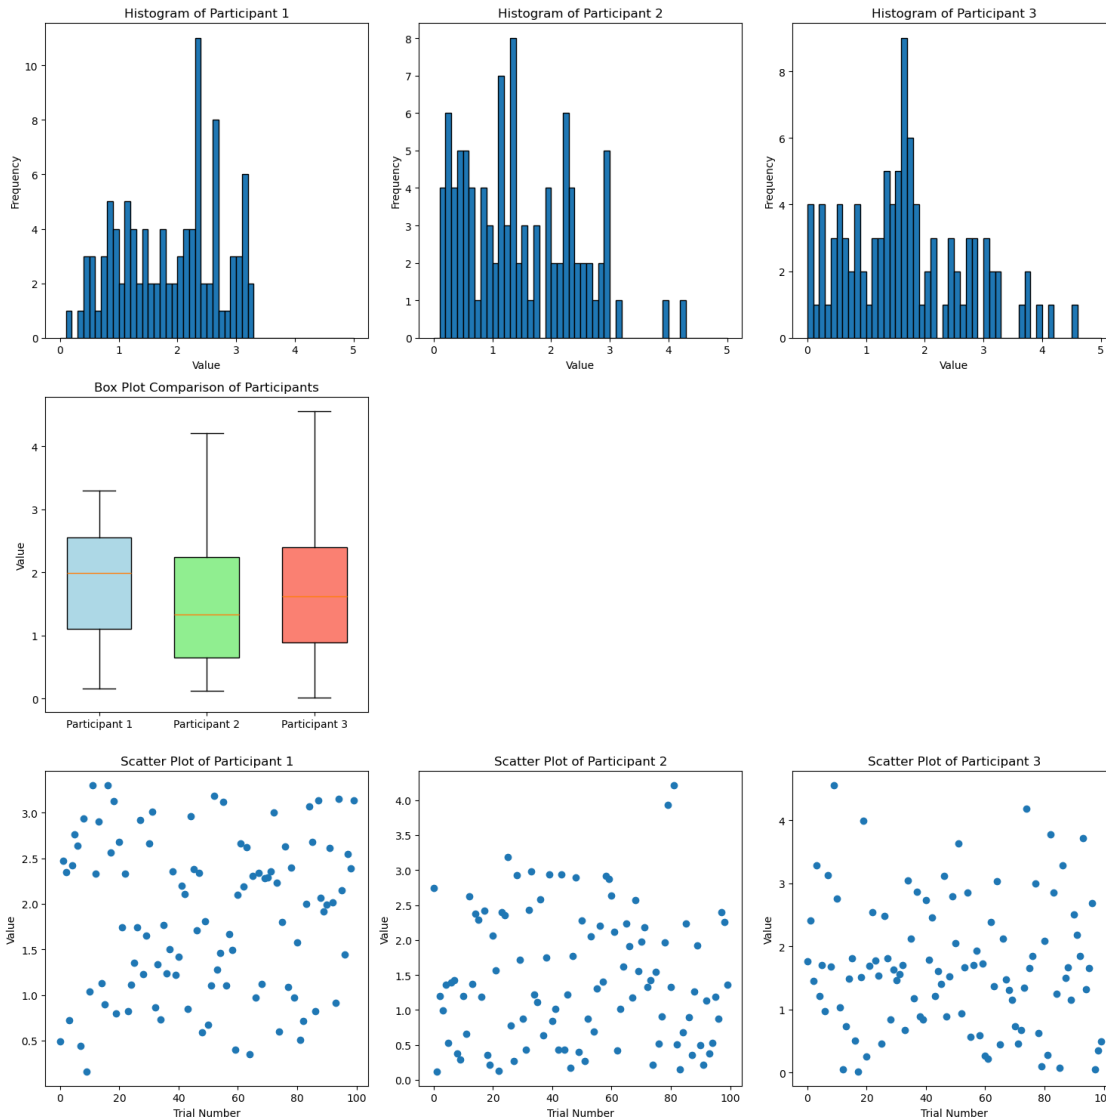 Histogram of Participant 1
Frequency
10
8
6
4
2
0
0 1 2 3 4 5
Value
Histogram of Participant 2
Frequency
8
7
6
5
4
3
2
1
0
0 1 2 3 4 5
Value
Histogram of Participant 3
Frequency
8
6
4
2
0
0 1 2 3 4 5
Value
Box Plot Comparison of Participants
Value
4
3
2
1
0
Participant 1 Participant 2 Participant 3
Scatter Plot of Participant 1
Value
3.0
2.5
2.0
1.5
1.0
0.5
0 20 40 60 80 100
Trial Number
Scatter Plot of Participant 2
Value
4.0
3.5
3.0
2.5
2.0
1.5
1.0
0.5
0.0
0 20 40 60 80 100
Trial Number
Scatter Plot of Participant 3
Value
4
3
2
1
0
0 20 40 60 80
Trial Number